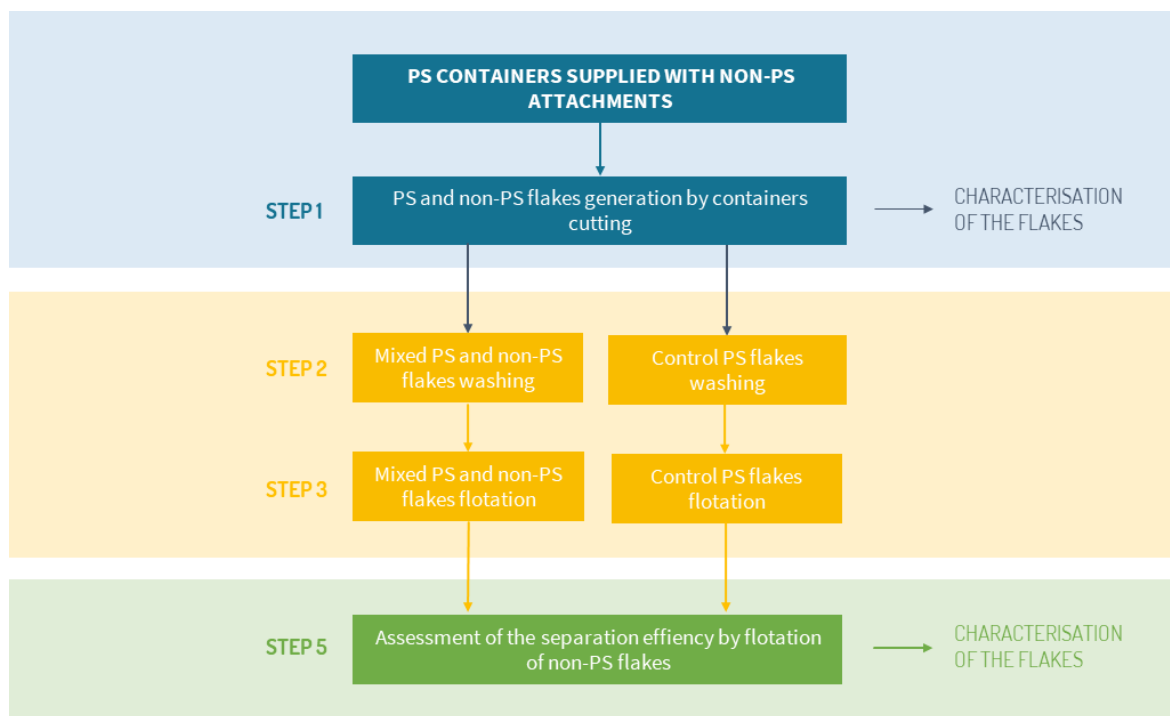 PS CONTAINERS SUPPLIED WITH NON-PS
ATTACHMENTS
STEP 1
PS and non-PS flakes generation by containers
cutting
CHARACTERISATION
OF THE FLAKES
STEP 2
Mixed PS and non-PS
flakes washing
Control PS flakes
washing
STEP 3
Mixed PS and non-PS
flakes flotation
Control PS flakes
flotation
STEP 5
Assessment of the separation effiency by flotation
of non-PS flakes
CHARACTERISATION
OF THE FLAKES